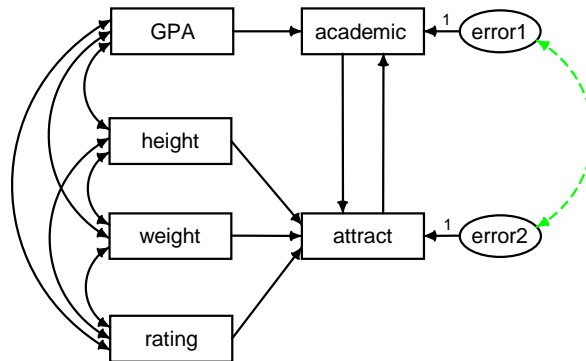 GPA
academic
1
error1
height
weight
attract
1
error2
rating